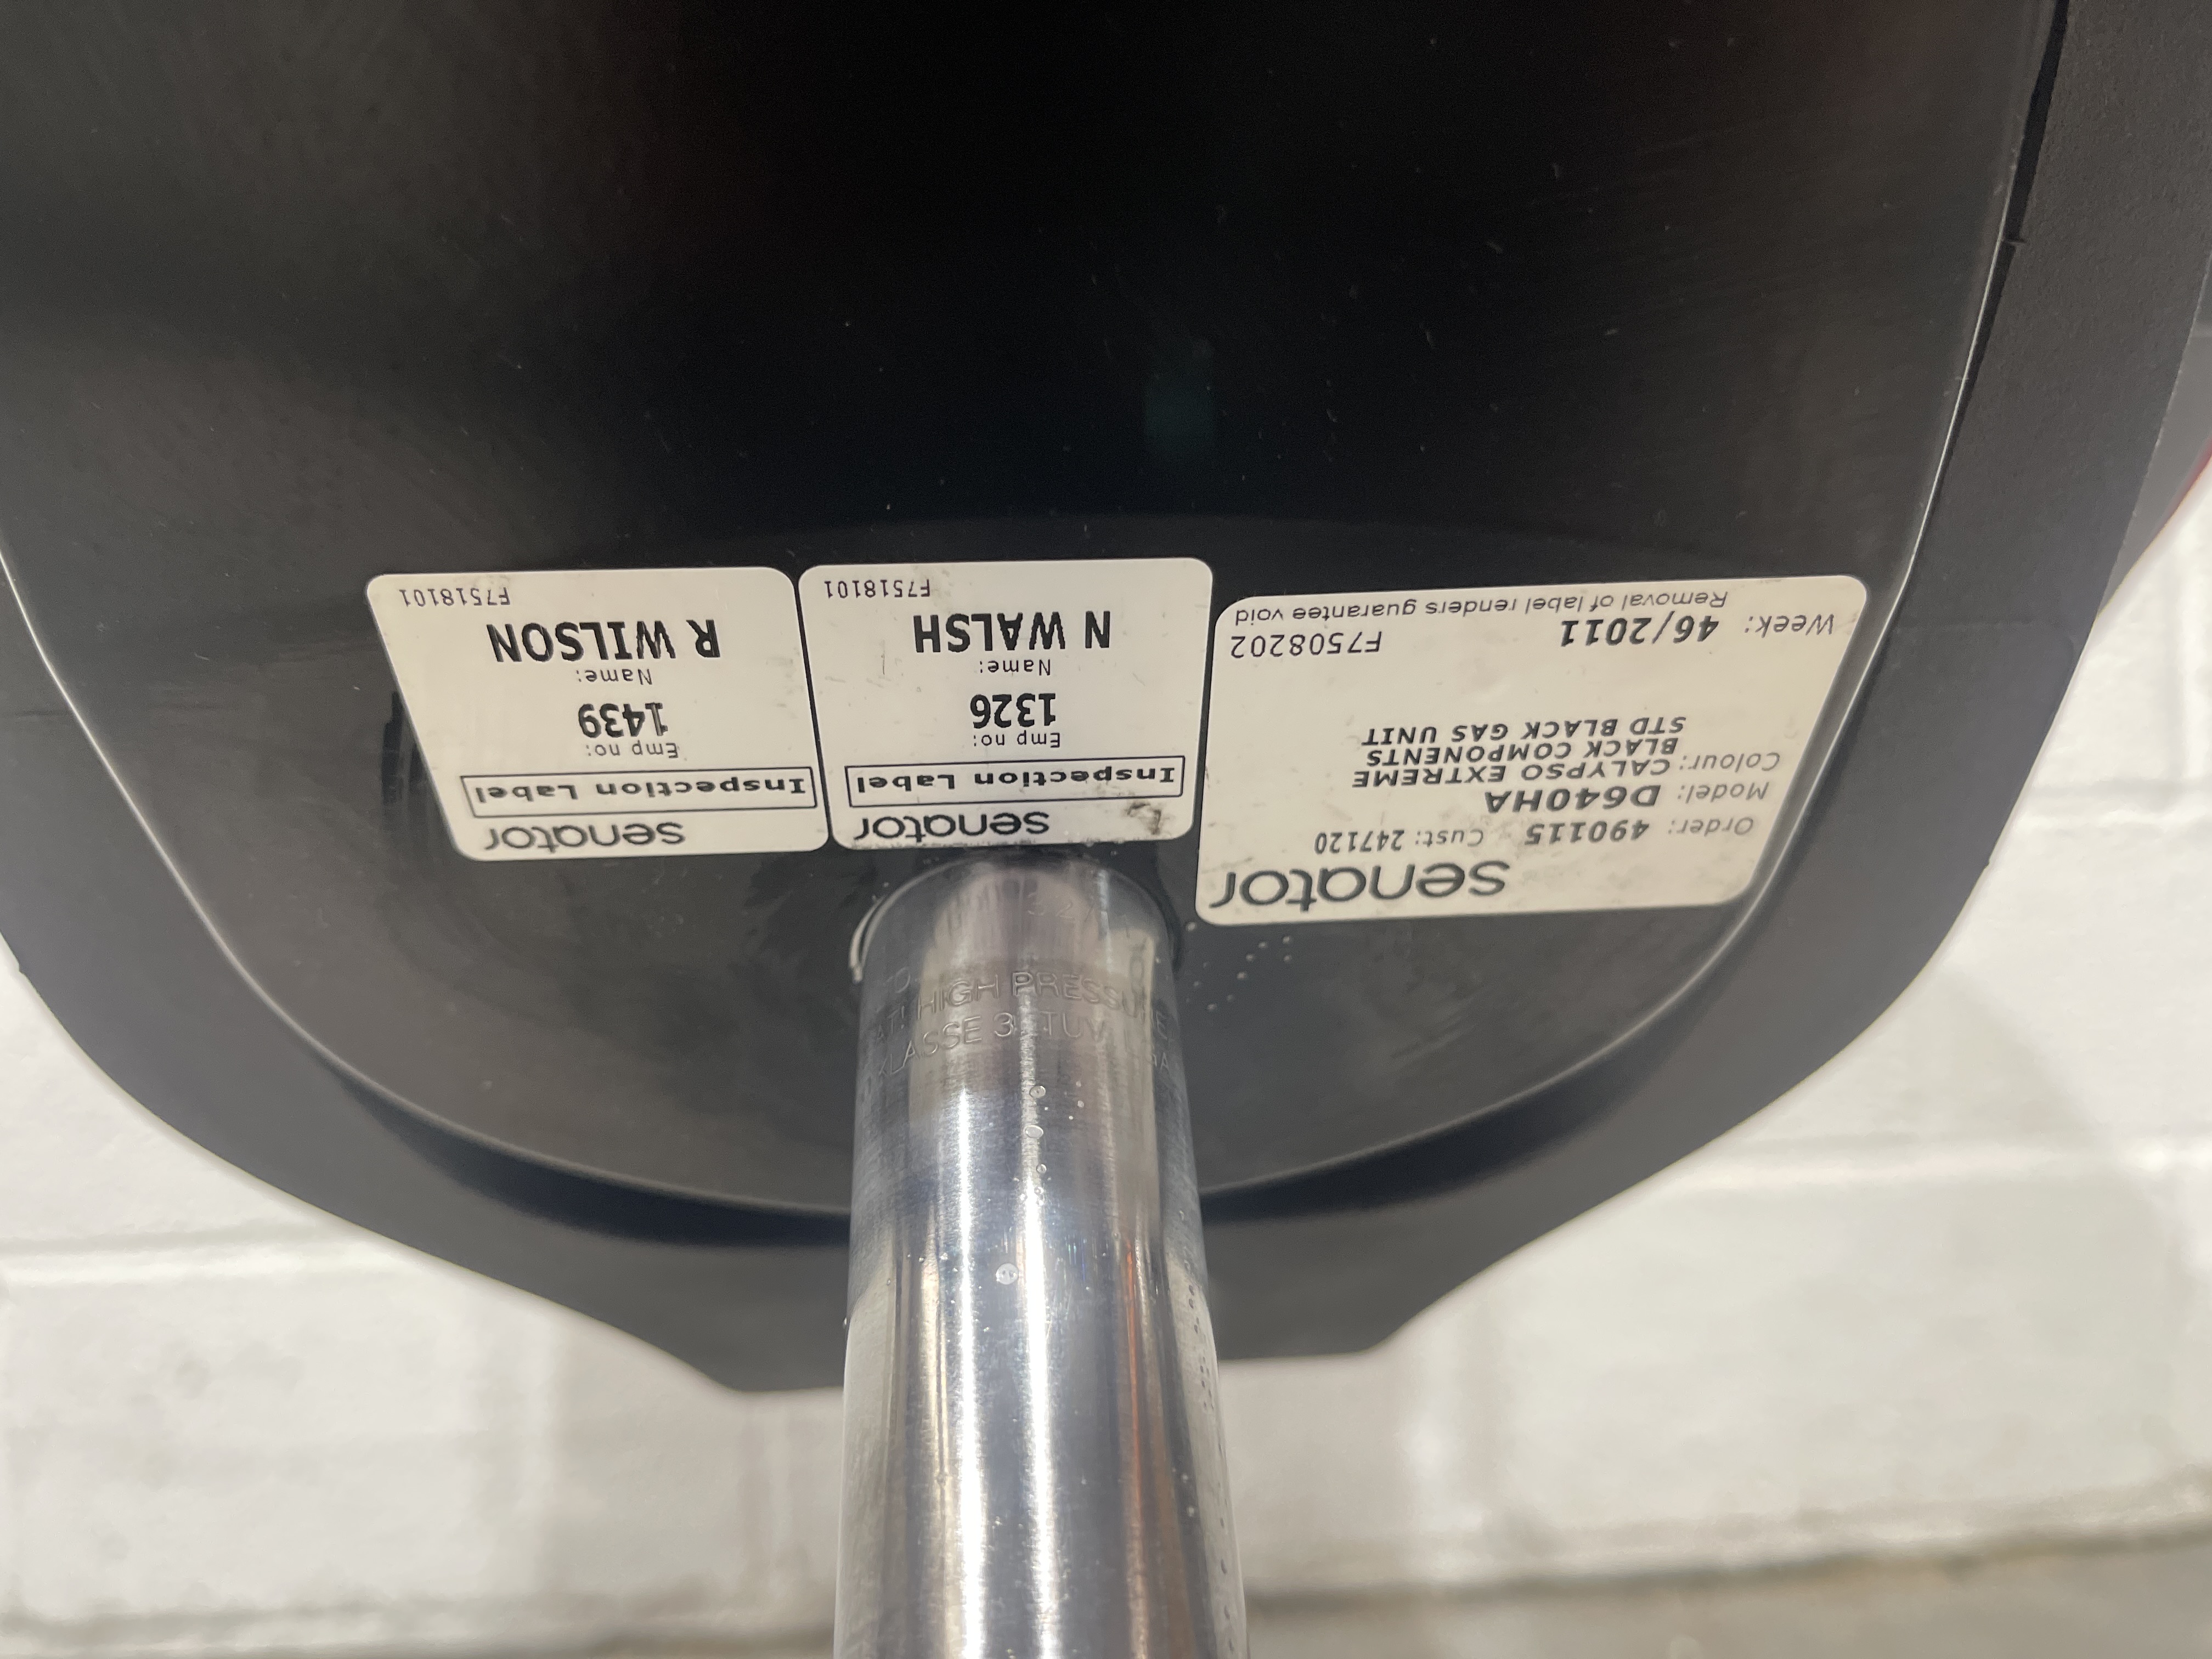 senator
Order: 490115 Cust: 247120
Model: D640HA
Colour: CALYPSO EXTREME
BLACK COMPONENTS
STD BLACK GAS UNIT
Week: 46/2011 F7508202
Removal of label renders guarantee void
senator
Inspection Label
Emp no:
1326
Name:
N WALSH
F7518101
senator
Inspection Label
Emp no:
1439
Name:
R WILSON
F7518101
HIGH PRESSURE
KLASSE 3 TUV